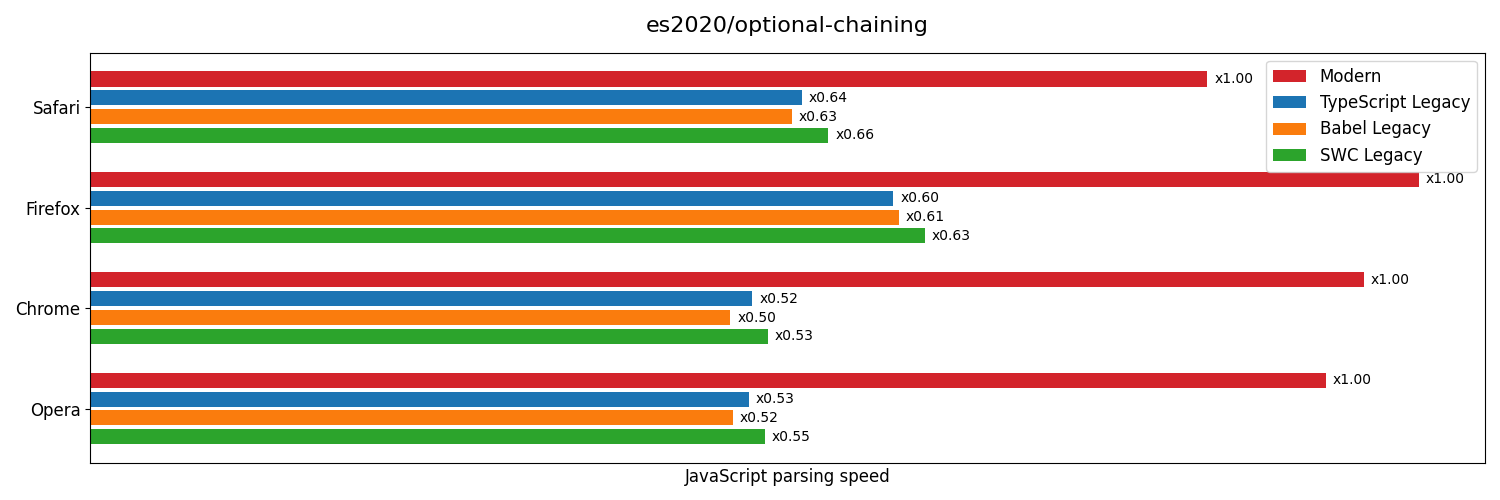 es2020/optional-chaining
Modern
TypeScript Legacy
Babel Legacy
SWC Legacy
Safari
x1.00
x0.64
x0.63
x0.66
Firefox
x1.00
x0.60
x0.61
x0.63
Chrome
x1.00
x0.52
x0.50
x0.53
Opera
x1.00
x0.53
x0.52
x0.55
JavaScript parsing speed